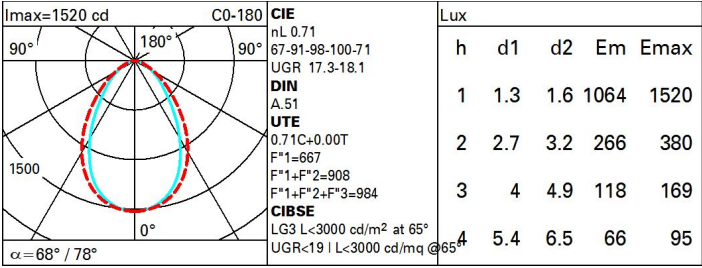 Imax=1520 cd C0-180
90° 180° 90°
1500
0°
α=68° / 78°
CIE
nL 0.71
67-91-98-100-71
UGR 17.3-18.1
DIN
A.51
UTE
0.71C+0.00T
F"1=667
F"1+F"2=908
F"1+F"2+F"3=984
CIBSE
LG3 L<3000 cd/m² at 65°
UGR<19 | L<3000 cd/mq @65°
Lux
h d1 d2 Em Emax
1 1.3 1.6 1064 1520
2 2.7 3.2 266 380
3 4 4.9 118 169
4 5.4 6.5 66 95